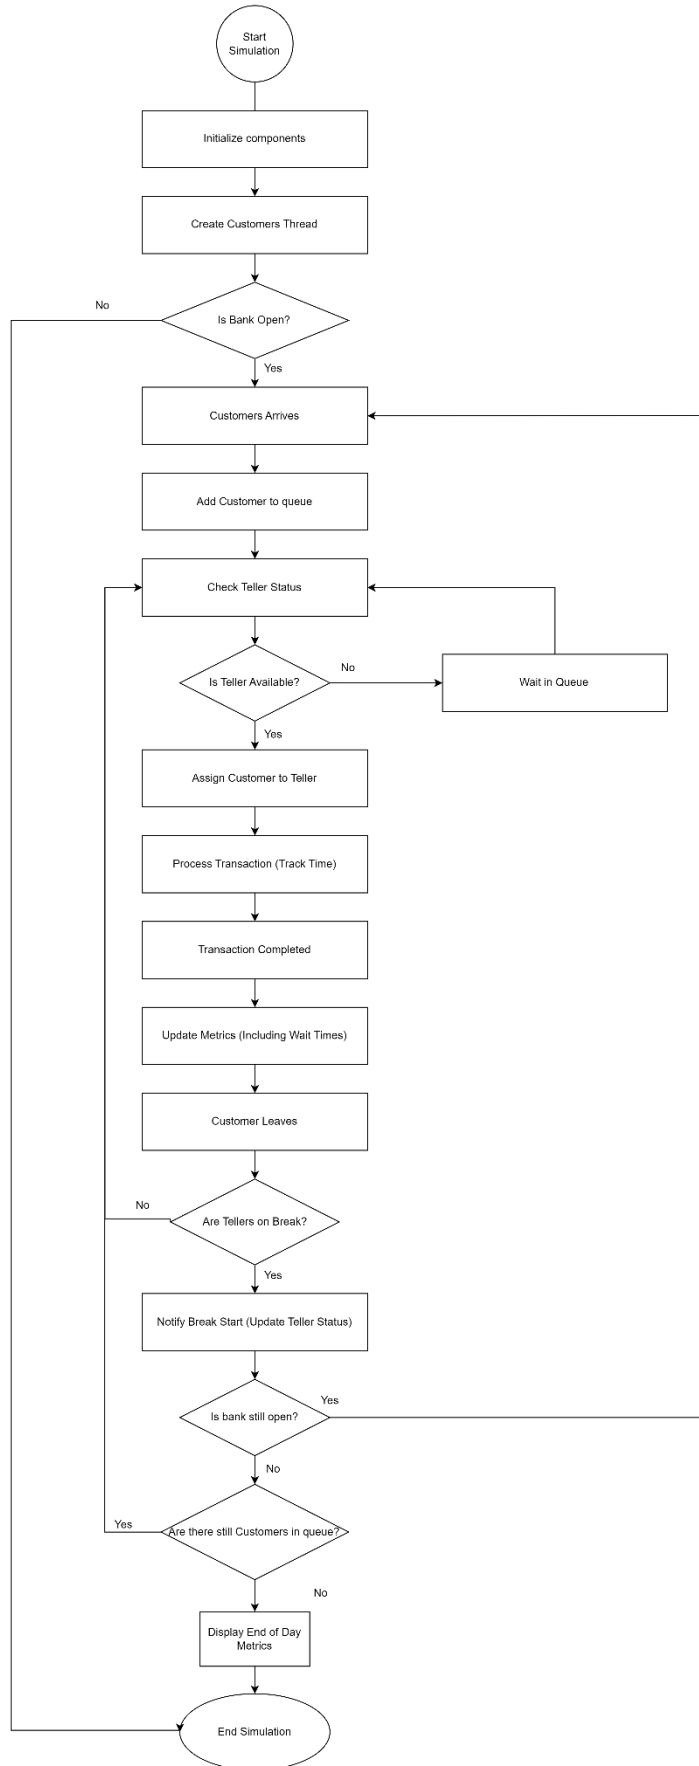 Start
Simulation
Initialize components
Create Customers Thread
No
Is Bank Open?
Yes
Customers Arrives
Add Customer to queue
Check Teller Status
No
Is Teller Available?
Wait in Queue
Yes
Assign Customer to Teller
Process Transaction (Track Time)
Transaction Completed
Update Metrics (Including Wait Times)
Customer Leaves
No
Are Tellers on Break?
Yes
Notify Break Start (Update Teller Status)
Yes
Is bank still open?
No
Yes
Are there still Customers in queue?
No
Display End of Day
Metrics
End Simulation